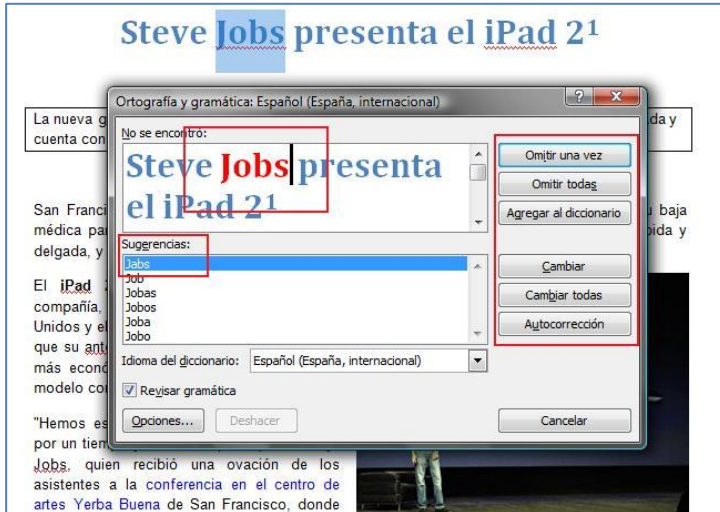 Steve Jobs presenta el iPad 2¹
Ortografía y gramática: Español (España, internacional)
La nueva g
da y
cuenta con
No se encontró:
Steve Jobs presenta
el iPad 2¹
Omitir una vez
Omitir todas
Agregar al diccionario
San Franci
baja
médica pa
bida y
delgada, y
Sugerencias:
Jabs
Job
Jobas
Jobos
Joba
Jobo
Cambiar
Cambiar todas
Autocorrección
El iPad
compañía,
Unidos y el
que su ant
más econó
modelo co
Idioma del diccionario: Español (España, internacional)
Revisar gramática
Opciones... Deshacer Cancelar
"Hemos es
por un tiem
Jobs, quien recibió una ovación de los
asistentes a la conferencia en el centro de
artes Yerba Buena de San Francisco, donde